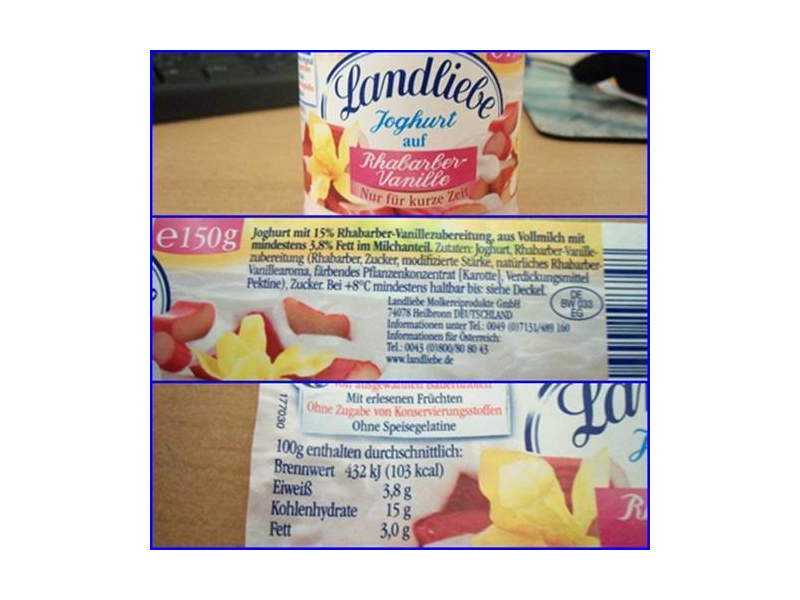 Landliebe
Joghurt
auf
Rhabarber-
Vanille
Nur für kurze Zeit
e150g
Joghurt mit 15% Rhabarber-Vanillezubereitung, aus Vollmilch mit
mindestens 3,8% Fett im Milchanteil. Zutaten: Joghurt, Rhabarber-Vanille-
zubereitung (Rhabarber, Zucker, modifizierte Stärke, natürliches Rhabarber-
Vanillearoma, färbendes Pflanzenkonzentrat [Karotte], Verdickungsmittel
Pektine), Zucker. Bei +8°C mindestens haltbar bis: siehe Deckel.
Landliebe Molkereiprodukte GmbH
74078 Heilbronn DEUTSCHLAND
Informationen unter Tel.: 0049 (0)7131/489 160
Informationen für Österreich:
Tel.: 0043 (0)800/80 80 43
www.landliebe.de
DE
BW 033
EG
von ausgewählten Bauernhöfen
Mit erlesenen Früchten
Ohne Zugabe von Konservierungsstoffen
Ohne Speisegelatine
177030
100g enthalten durchschnittlich:
Brennwert 432 kJ (103 kcal)
Eiweiß 3,8 g
Kohlenhydrate 15 g
Fett 3,0 g
La
J
R